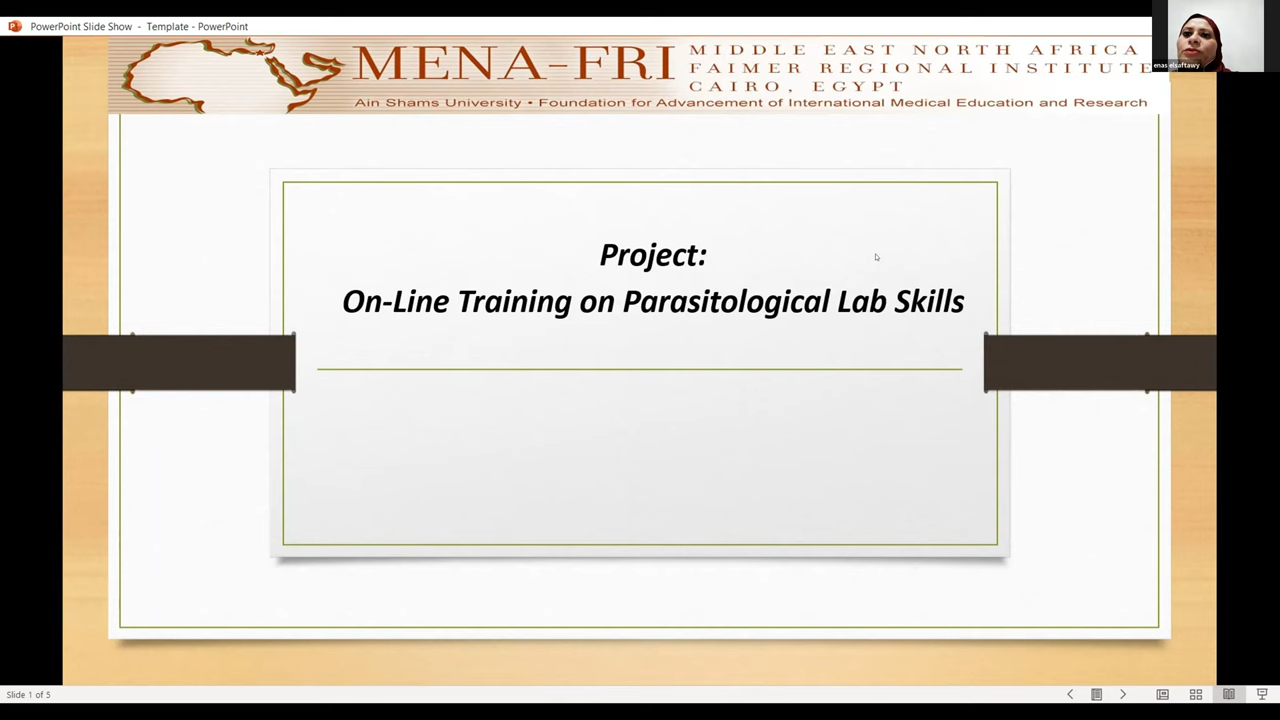 PowerPoint Slide Show - Template - PowerPoint
MENA-FRI
MIDDLE EAST NORTH AFRICA
FAIMER REGIONAL INSTITUTE
CAIRO, EGYPT
Ain Shams University • Foundation for Advancement of International Medical Education and Research
enas elsaftawy
Project:
On-Line Training on Parasitological Lab Skills
Slide 1 of 5